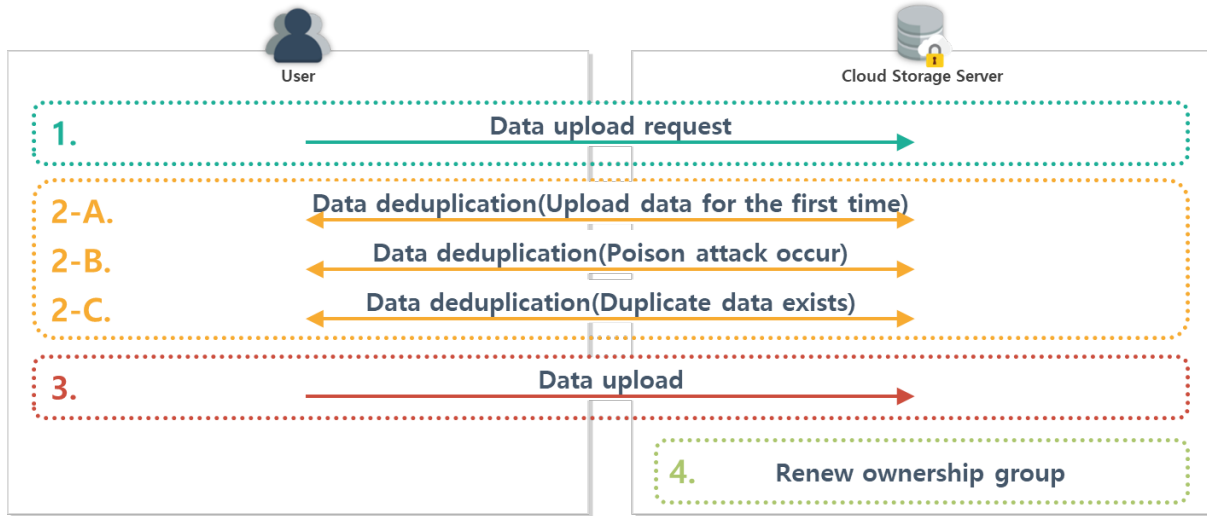 User
Cloud Storage Server
1. Data upload request
2-A. Data deduplication(Upload data for the first time)
2-B. Data deduplication(Poison attack occur)
2-C. Data deduplication(Duplicate data exists)
3. Data upload
4. Renew ownership group